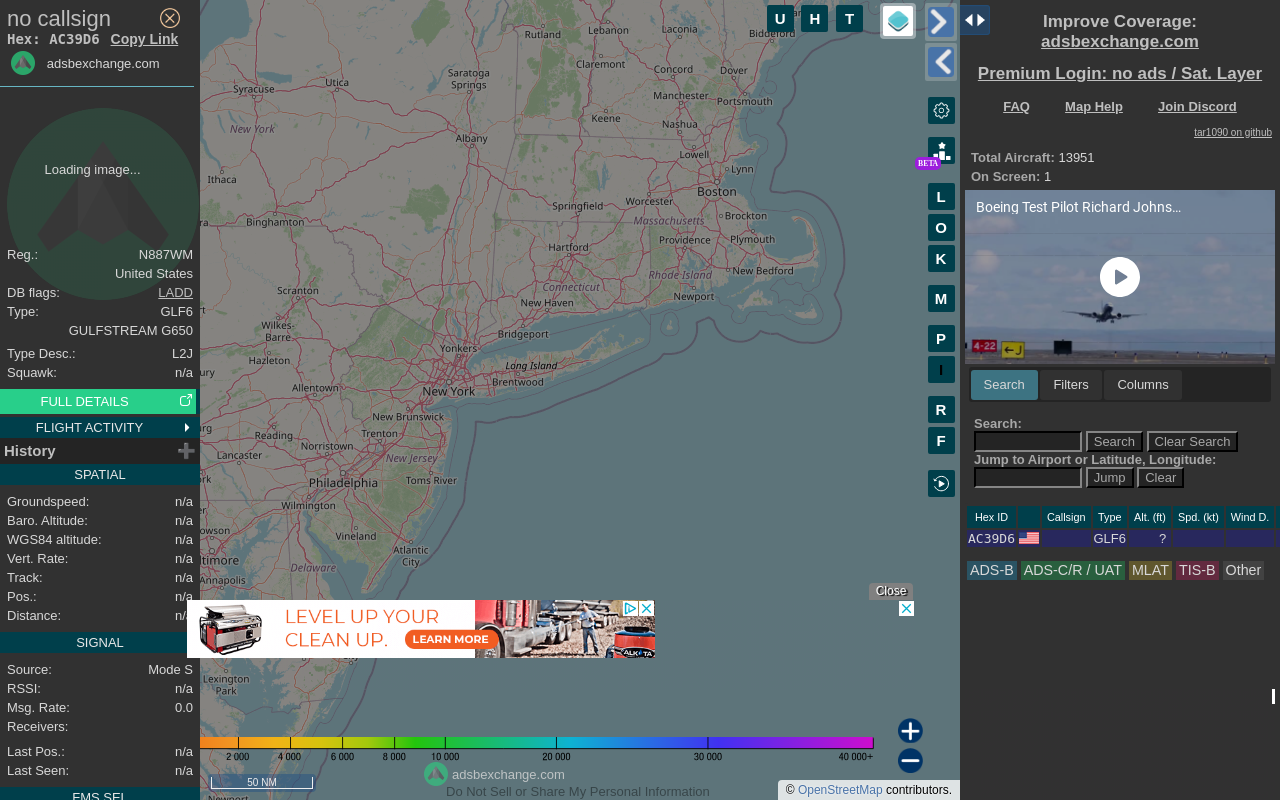 no callsign
Hex: AC39D6 Copy Link
adsbexchange.com
Loading image...
Reg.: N887WM
United States
DB flags: LADD
Type: GLF6
GULFSTREAM G650
Type Desc.: L2J
Squawk: n/a
FULL DETAILS
FLIGHT ACTIVITY
History
SPATIAL
Groundspeed: n/a
Baro. Altitude: n/a
WGS84 altitude: n/a
Vert. Rate: n/a
Track: n/a
Pos.: n/a
Distance: n/a
SIGNAL
Source: Mode S
RSSI: n/a
Msg. Rate: 0.0
Receivers:
Last Pos.: n/a
Last Seen: n/a
FMS SEL
Rutland
Lebanon
Laconia
Biddeford
Claremont
Concord
Dover
Saratoga
Springs
Utica
Syracuse
Manchester
Portsmouth
Keene
Nashua
New York
Albany
Lowell
Lynn
Ithaca
Boston
Worcester
Springfield
Massachusetts
Brockton
Binghamton
Hartford
Providence
Plymouth
Rhode Island
New Bedford
Connecticut
Newport
Scranton
New Haven
Wilkes-
Barre
Bridgeport
Yonkers
Hazleton
Long Island
Brentwood
Allentown
New York
New Brunswick
Reading
Trenton
Norristown
Lancaster
New Jersey
Philadelphia
Toms River
Wilmington
Vineland
Atlantic
City
Annapolis
Delaware
Lexington
Park
U H T
L
O
K
M
P
I
R
F
BETA
Close
LEVEL UP YOUR
CLEAN UP.
LEARN MORE
ALKOTA
2 000 4 000 6 000 8 000 10 000 20 000 30 000 40 000+
50 NM
adsbexchange.com
Do Not Sell or Share My Personal Information
© OpenStreetMap contributors.
Improve Coverage:
adsbexchange.com
Premium Login: no ads / Sat. Layer
FAQ Map Help Join Discord
tar1090 on github
Total Aircraft: 13951
On Screen: 1
Boeing Test Pilot Richard Johns…
4-22
Search Filters Columns
Search:
Search Clear Search
Jump to Airport or Latitude, Longitude:
Jump Clear
Hex ID Callsign Type Alt. (ft) Spd. (kt) Wind D.
AC39D6 GLF6 ?
ADS-B ADS-C/R / UAT MLAT TIS-B Other